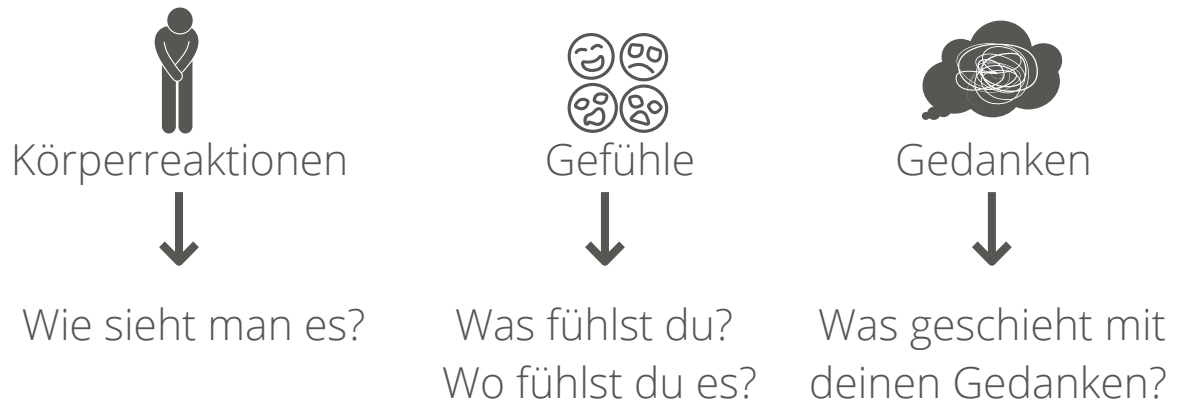 Körperreaktionen
Gefühle
Gedanken
Wie sieht man es?
Was fühlst du?
Wo fühlst du es?
Was geschieht mit
deinen Gedanken?